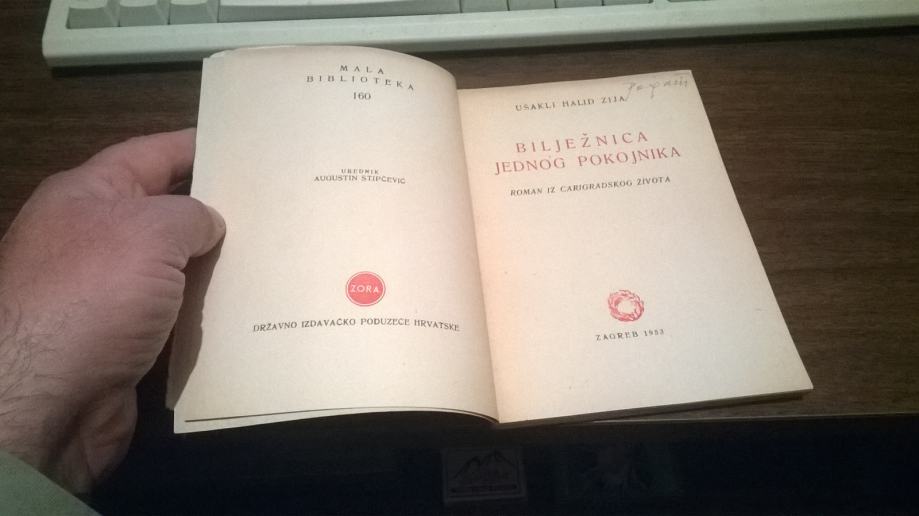 MALA
BIBLIOTEKA
160
UREDNIK
AUGUSTIN STIPČEVIĆ
ZORA
DRŽAVNO IZDAVAČKO PODUZEĆE HRVATSKE
UŠAKLI HALID ZIJA
BILJEŽNICA
JEDNOG POKOJNIKA
ROMAN IZ CARIGRADSKOG ŽIVOTA
ZAGREB 1953